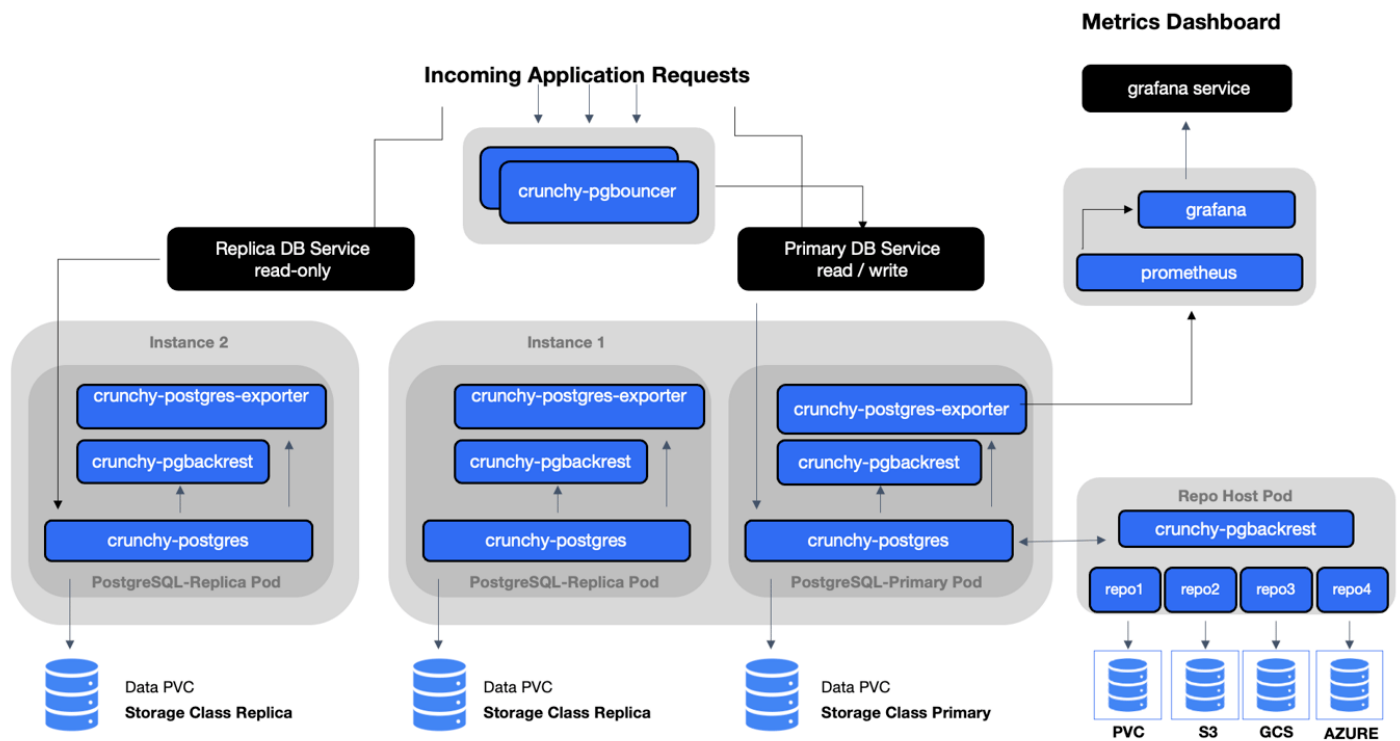 Metrics Dashboard
Incoming Application Requests
grafana service
crunchy-pgbouncer
grafana
Replica DB Service
read-only
Primary DB Service
read / write
prometheus
Instance 2
crunchy-postgres-exporter
crunchy-pgbackrest
crunchy-postgres
PostgreSQL-Replica Pod
Instance 1
crunchy-postgres-exporter
crunchy-pgbackrest
crunchy-postgres
PostgreSQL-Replica Pod
crunchy-postgres-exporter
crunchy-pgbackrest
crunchy-postgres
PostgreSQL-Primary Pod
Repo Host Pod
crunchy-pgbackrest
repo1
repo2
repo3
repo4
Data PVC
Storage Class Replica
Data PVC
Storage Class Replica
Data PVC
Storage Class Primary
PVC
S3
GCS
AZURE